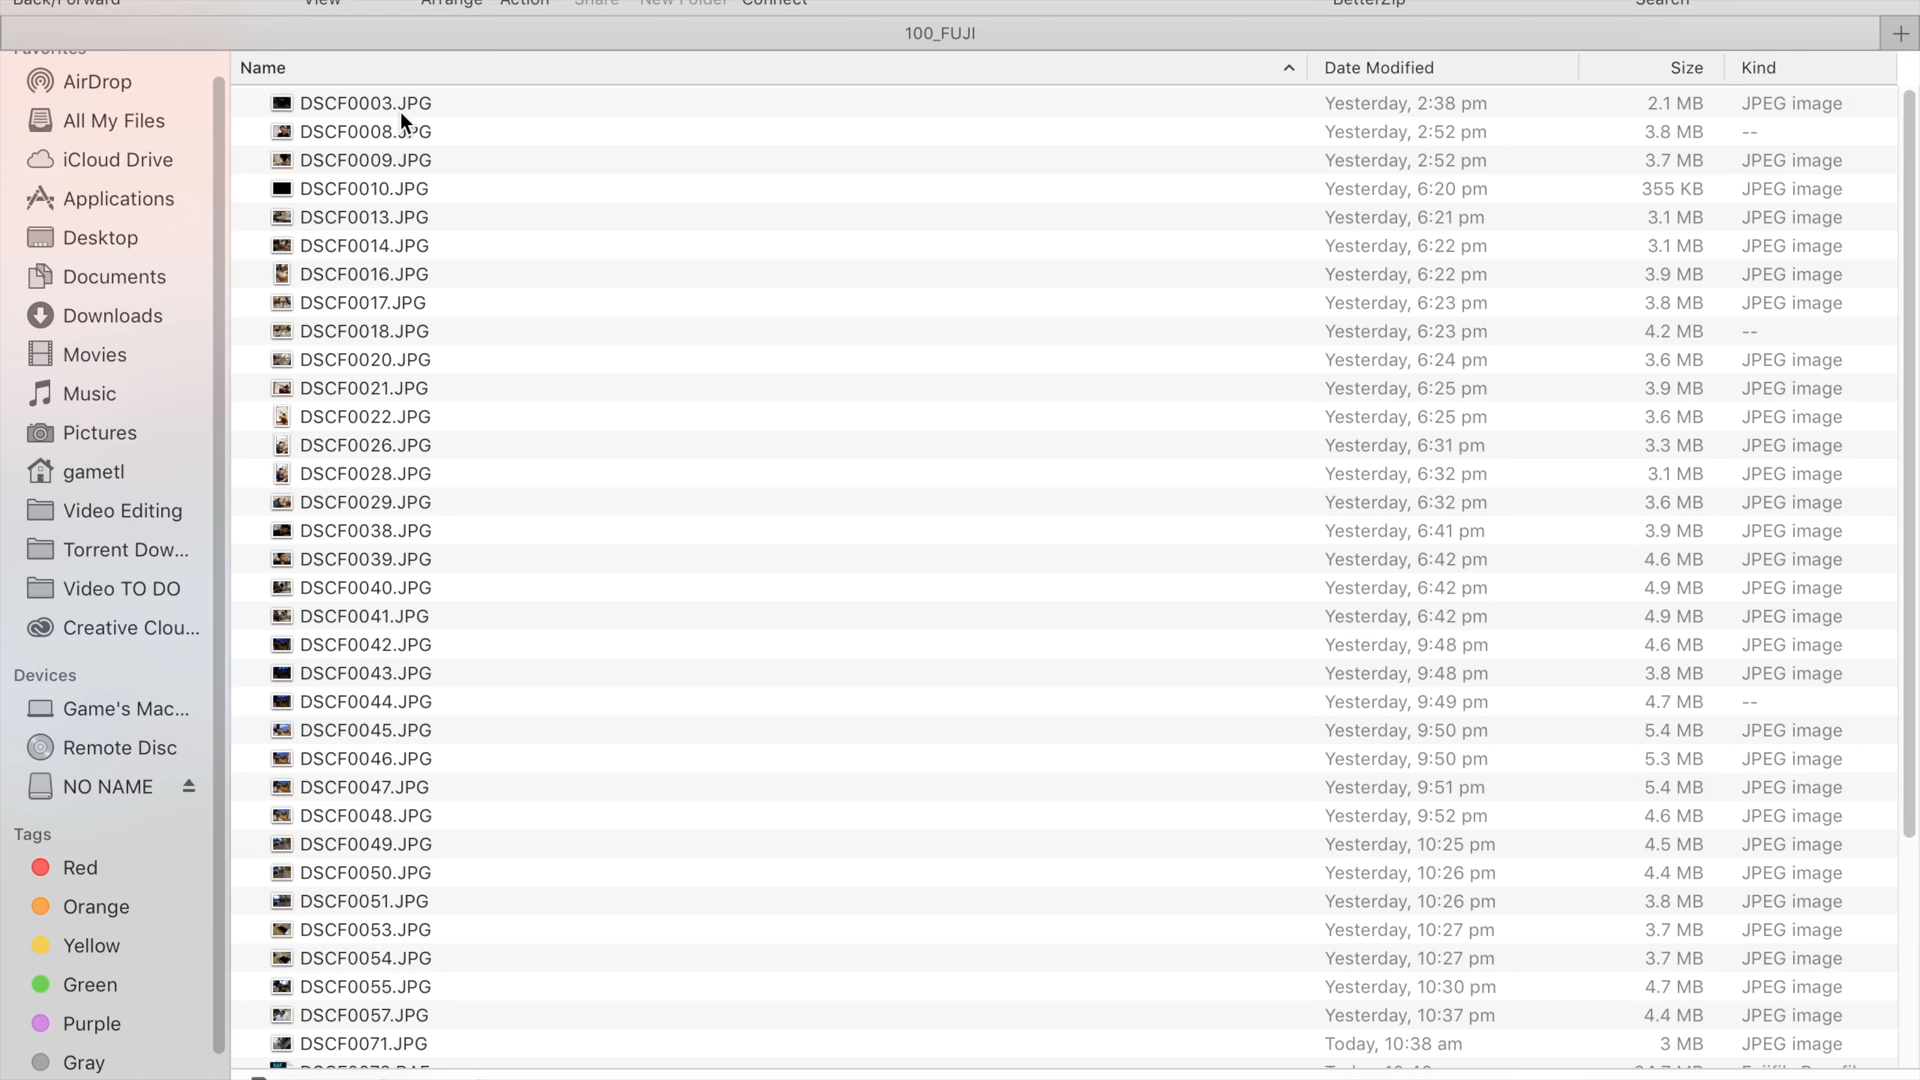 Back/Forward View Arrange Action Share New Folder Connect BetterZip Search
100_FUJI
Favorites
AirDrop
All My Files
iCloud Drive
Applications
Desktop
Documents
Downloads
Movies
Music
Pictures
gametl
Video Editing
Torrent Dow...
Video TO DO
Creative Clou...
Devices
Game's Mac...
Remote Disc
NO NAME
Tags
Red
Orange
Yellow
Green
Purple
Gray
Name Date Modified Size Kind
DSCF0003.JPG Yesterday, 2:38 pm 2.1 MB JPEG image
DSCF0008.JPG Yesterday, 2:52 pm 3.8 MB --
DSCF0009.JPG Yesterday, 2:52 pm 3.7 MB JPEG image
DSCF0010.JPG Yesterday, 6:20 pm 355 KB JPEG image
DSCF0013.JPG Yesterday, 6:21 pm 3.1 MB JPEG image
DSCF0014.JPG Yesterday, 6:22 pm 3.1 MB JPEG image
DSCF0016.JPG Yesterday, 6:22 pm 3.9 MB JPEG image
DSCF0017.JPG Yesterday, 6:23 pm 3.8 MB JPEG image
DSCF0018.JPG Yesterday, 6:23 pm 4.2 MB --
DSCF0020.JPG Yesterday, 6:24 pm 3.6 MB JPEG image
DSCF0021.JPG Yesterday, 6:25 pm 3.9 MB JPEG image
DSCF0022.JPG Yesterday, 6:25 pm 3.6 MB JPEG image
DSCF0026.JPG Yesterday, 6:31 pm 3.3 MB JPEG image
DSCF0028.JPG Yesterday, 6:32 pm 3.1 MB JPEG image
DSCF0029.JPG Yesterday, 6:32 pm 3.6 MB JPEG image
DSCF0038.JPG Yesterday, 6:41 pm 3.9 MB JPEG image
DSCF0039.JPG Yesterday, 6:42 pm 4.6 MB JPEG image
DSCF0040.JPG Yesterday, 6:42 pm 4.9 MB JPEG image
DSCF0041.JPG Yesterday, 6:42 pm 4.9 MB JPEG image
DSCF0042.JPG Yesterday, 9:48 pm 4.6 MB JPEG image
DSCF0043.JPG Yesterday, 9:48 pm 3.8 MB JPEG image
DSCF0044.JPG Yesterday, 9:49 pm 4.7 MB --
DSCF0045.JPG Yesterday, 9:50 pm 5.4 MB JPEG image
DSCF0046.JPG Yesterday, 9:50 pm 5.3 MB JPEG image
DSCF0047.JPG Yesterday, 9:51 pm 5.4 MB JPEG image
DSCF0048.JPG Yesterday, 9:52 pm 4.6 MB JPEG image
DSCF0049.JPG Yesterday, 10:25 pm 4.5 MB JPEG image
DSCF0050.JPG Yesterday, 10:26 pm 4.4 MB JPEG image
DSCF0051.JPG Yesterday, 10:26 pm 3.8 MB JPEG image
DSCF0053.JPG Yesterday, 10:27 pm 3.7 MB JPEG image
DSCF0054.JPG Yesterday, 10:27 pm 3.7 MB JPEG image
DSCF0055.JPG Yesterday, 10:30 pm 4.7 MB JPEG image
DSCF0057.JPG Yesterday, 10:37 pm 4.4 MB JPEG image
DSCF0071.JPG Today, 10:38 am 3 MB JPEG image